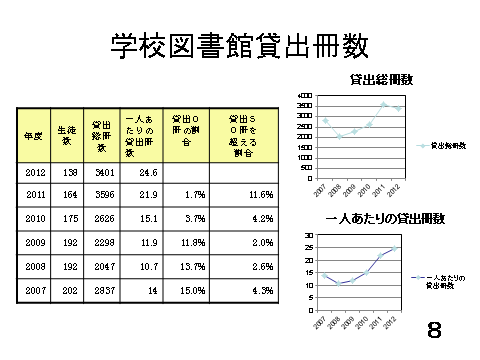 学校図書館貸出冊数
年度 生徒数 貸出総冊数 一人あたりの貸出冊数 貸出0冊の割合 貸出50冊を超える割合
2012 138 3401 24.6
2011 164 3596 21.9 1.7% 11.6%
2010 175 2626 15.1 3.7% 4.2%
2009 192 2298 11.9 11.8% 2.0%
2008 192 2047 10.7 13.7% 2.6%
2007 202 2837 14 15.0% 4.3%
貸出総冊数
4000
3500
3000
2500
2000
1500
1000
500
0
2007 2008 2009 2010 2011 2012
貸出総冊数
一人あたりの貸出冊数
30
25
20
15
10
5
0
2007 2008 2009 2010 2011 2012
一人あたりの
貸出冊数
8